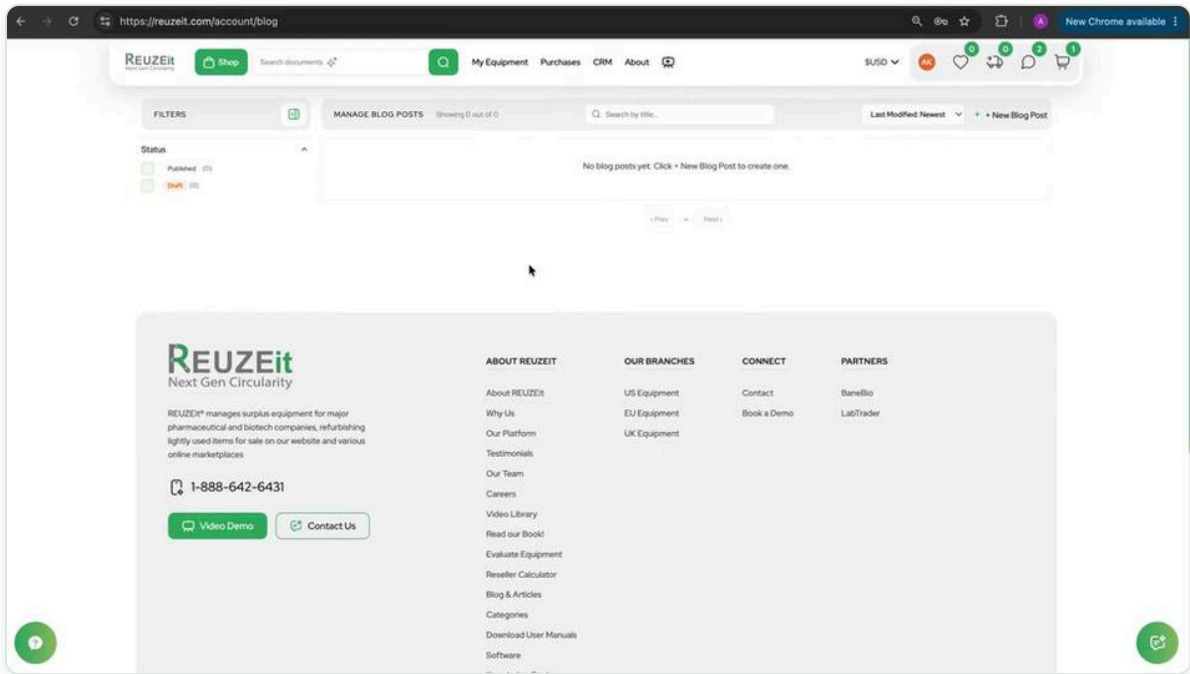 https://reuzeit.com/account/blog
New Chrome available
REUZEit
Next Gen Circularity
Shop
Search documents
My Equipment Purchases CRM About
$USD
AK
0
0
2
1
FILTERS
MANAGE BLOG POSTS Showing 0 out of 0
Search by title...
Last Modified: Newest
+ + New Blog Post
Status
Published (0)
Draft (0)
No blog posts yet. Click + New Blog Post to create one.
‹ Prev
Next ›
REUZEit
Next Gen Circularity
REUZEit® manages surplus equipment for major
pharmaceutical and biotech companies, refurbishing
lightly used items for sale on our website and various
online marketplaces
1-888-642-6431
Video Demo
Contact Us
ABOUT REUZEIT
About REUZEit
Why Us
Our Platform
Testimonials
Our Team
Careers
Video Library
Read our Book!
Evaluate Equipment
Reseller Calculator
Blog & Articles
Categories
Download User Manuals
Software
OUR BRANCHES
US Equipment
EU Equipment
UK Equipment
CONNECT
Contact
Book a Demo
PARTNERS
BaneBio
LabTrader